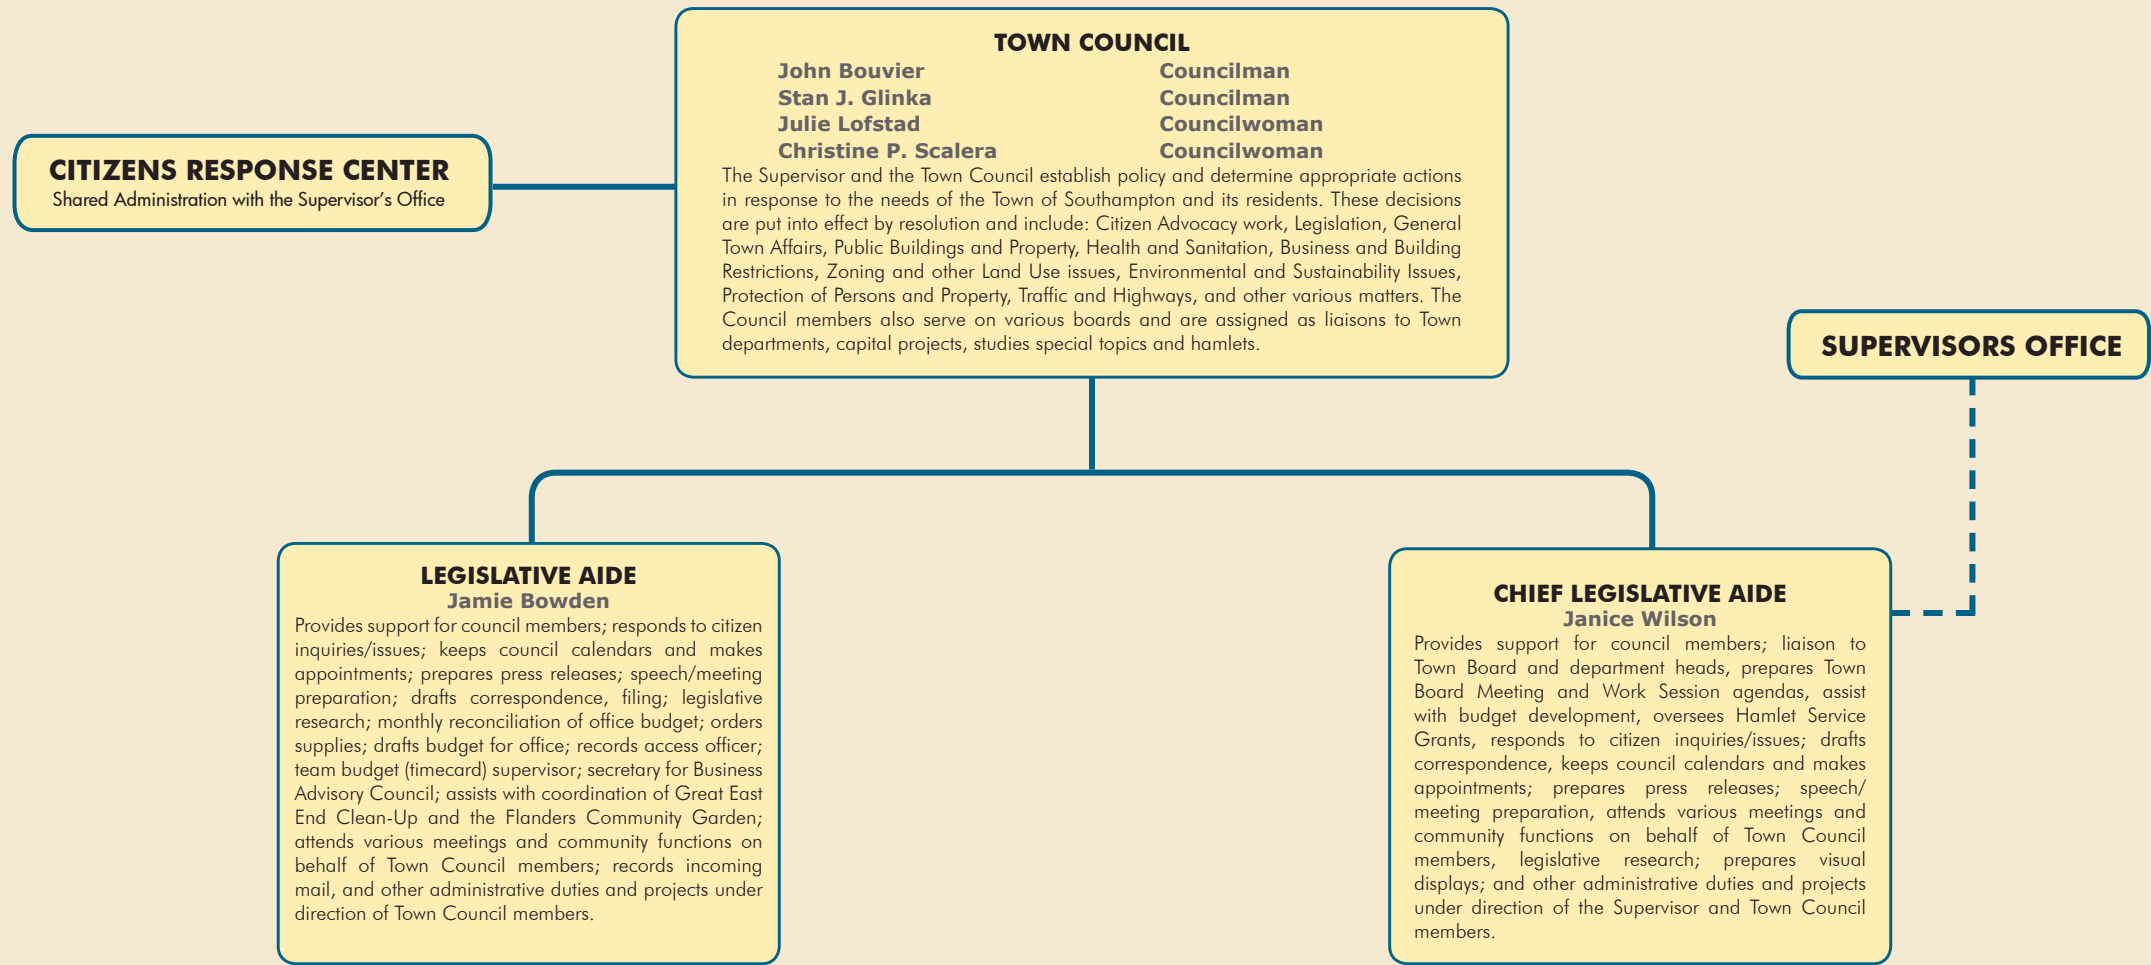 TOWN COUNCIL
John Bouvier Councilman
Stan J. Glinka Councilman
Julie Lofstad Councilwoman
Christine P. Scalera Councilwoman
The Supervisor and the Town Council establish policy and determine appropriate actions
in response to the needs of the Town of Southampton and its residents. These decisions
are put into effect by resolution and include: Citizen Advocacy work, Legislation, General
Town Affairs, Public Buildings and Property, Health and Sanitation, Business and Building
Restrictions, Zoning and other Land Use issues, Environmental and Sustainability Issues,
Protection of Persons and Property, Traffic and Highways, and other various matters. The
Council members also serve on various boards and are assigned as liaisons to Town
departments, capital projects, studies special topics and hamlets.
CITIZENS RESPONSE CENTER
Shared Administration with the Supervisor's Office
SUPERVISORS OFFICE
LEGISLATIVE AIDE
Jamie Bowden
Provides support for council members; responds to citizen
inquiries/issues; keeps council calendars and makes
appointments; prepares press releases; speech/meeting
preparation; drafts correspondence, filing; legislative
research; monthly reconciliation of office budget; orders
supplies; drafts budget for office; records access officer;
team budget (timecard) supervisor; secretary for Business
Advisory Council; assists with coordination of Great East
End Clean-Up and the Flanders Community Garden;
attends various meetings and community functions on
behalf of Town Council members; records incoming
mail, and other administrative duties and projects under
direction of Town Council members.
CHIEF LEGISLATIVE AIDE
Janice Wilson
Provides support for council members; liaison to
Town Board and department heads, prepares Town
Board Meeting and Work Session agendas, assist
with budget development, oversees Hamlet Service
Grants, responds to citizen inquiries/issues; drafts
correspondence, keeps council calendars and makes
appointments; prepares press releases; speech/
meeting preparation, attends various meetings and
community functions on behalf of Town Council
members, legislative research; prepares visual
displays; and other administrative duties and projects
under direction of the Supervisor and Town Council
members.